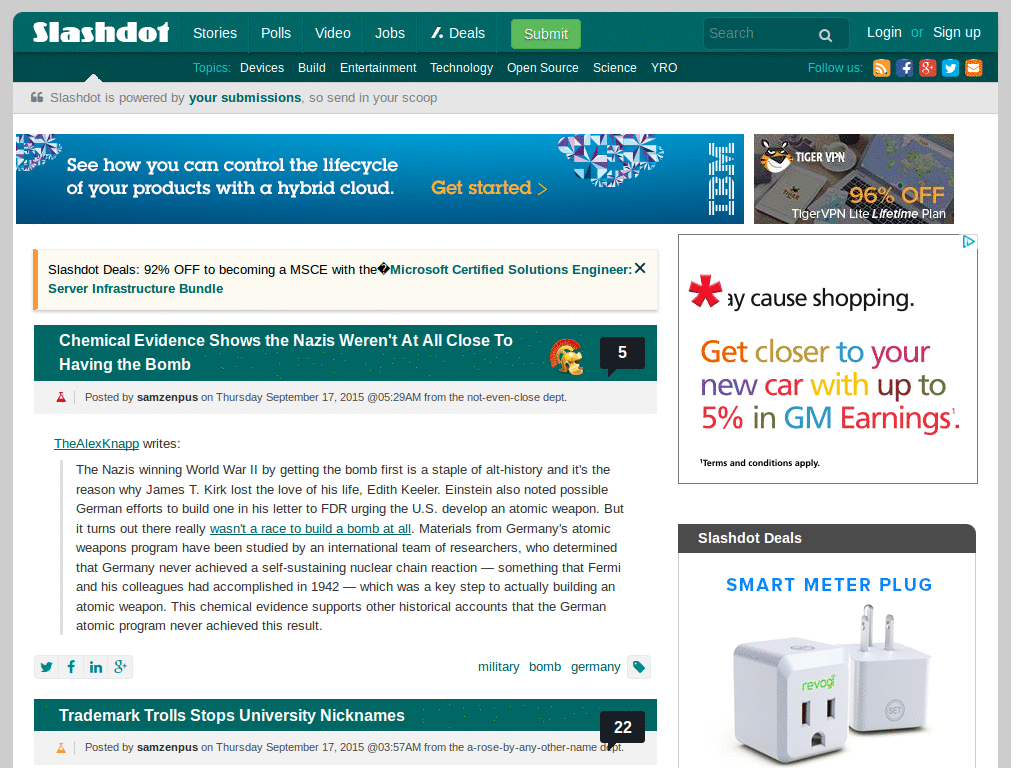 Slashdot Stories Polls Video Jobs Deals Submit Search Login or Sign up
Topics: Devices Build Entertainment Technology Open Source Science YRO Follow us:
Slashdot is powered by your submissions, so send in your scoop
See how you can control the lifecycle
of your products with a hybrid cloud. Get started >
IBM
TIGER VPN
96% OFF
TigerVPN Lite Lifetime Plan
Slashdot Deals: 92% OFF to becoming a MSCE with the�Microsoft Certified Solutions Engineer:
Server Infrastructure Bundle
Chemical Evidence Shows the Nazis Weren't At All Close To
Having the Bomb
5
Posted by samzenpus on Thursday September 17, 2015 @05:29AM from the not-even-close dept.
TheAlexKnapp writes:
The Nazis winning World War II by getting the bomb first is a staple of alt-history and it's the
reason why James T. Kirk lost the love of his life, Edith Keeler. Einstein also noted possible
German efforts to build one in his letter to FDR urging the U.S. develop an atomic weapon. But
it turns out there really wasn't a race to build a bomb at all. Materials from Germany's atomic
weapons program have been studied by an international team of researchers, who determined
that Germany never achieved a self-sustaining nuclear chain reaction — something that Fermi
and his colleagues had accomplished in 1942 — which was a key step to actually building an
atomic weapon. This chemical evidence supports other historical accounts that the German
atomic program never achieved this result.
military bomb germany
Trademark Trolls Stops University Nicknames
22
Posted by samzenpus on Thursday September 17, 2015 @03:57AM from the a-rose-by-any-other-name dept.
*ay cause shopping.
Get closer to your
new car with up to
5% in GM Earnings¹.
¹Terms and conditions apply.
Slashdot Deals
SMART METER PLUG
revogi
SET